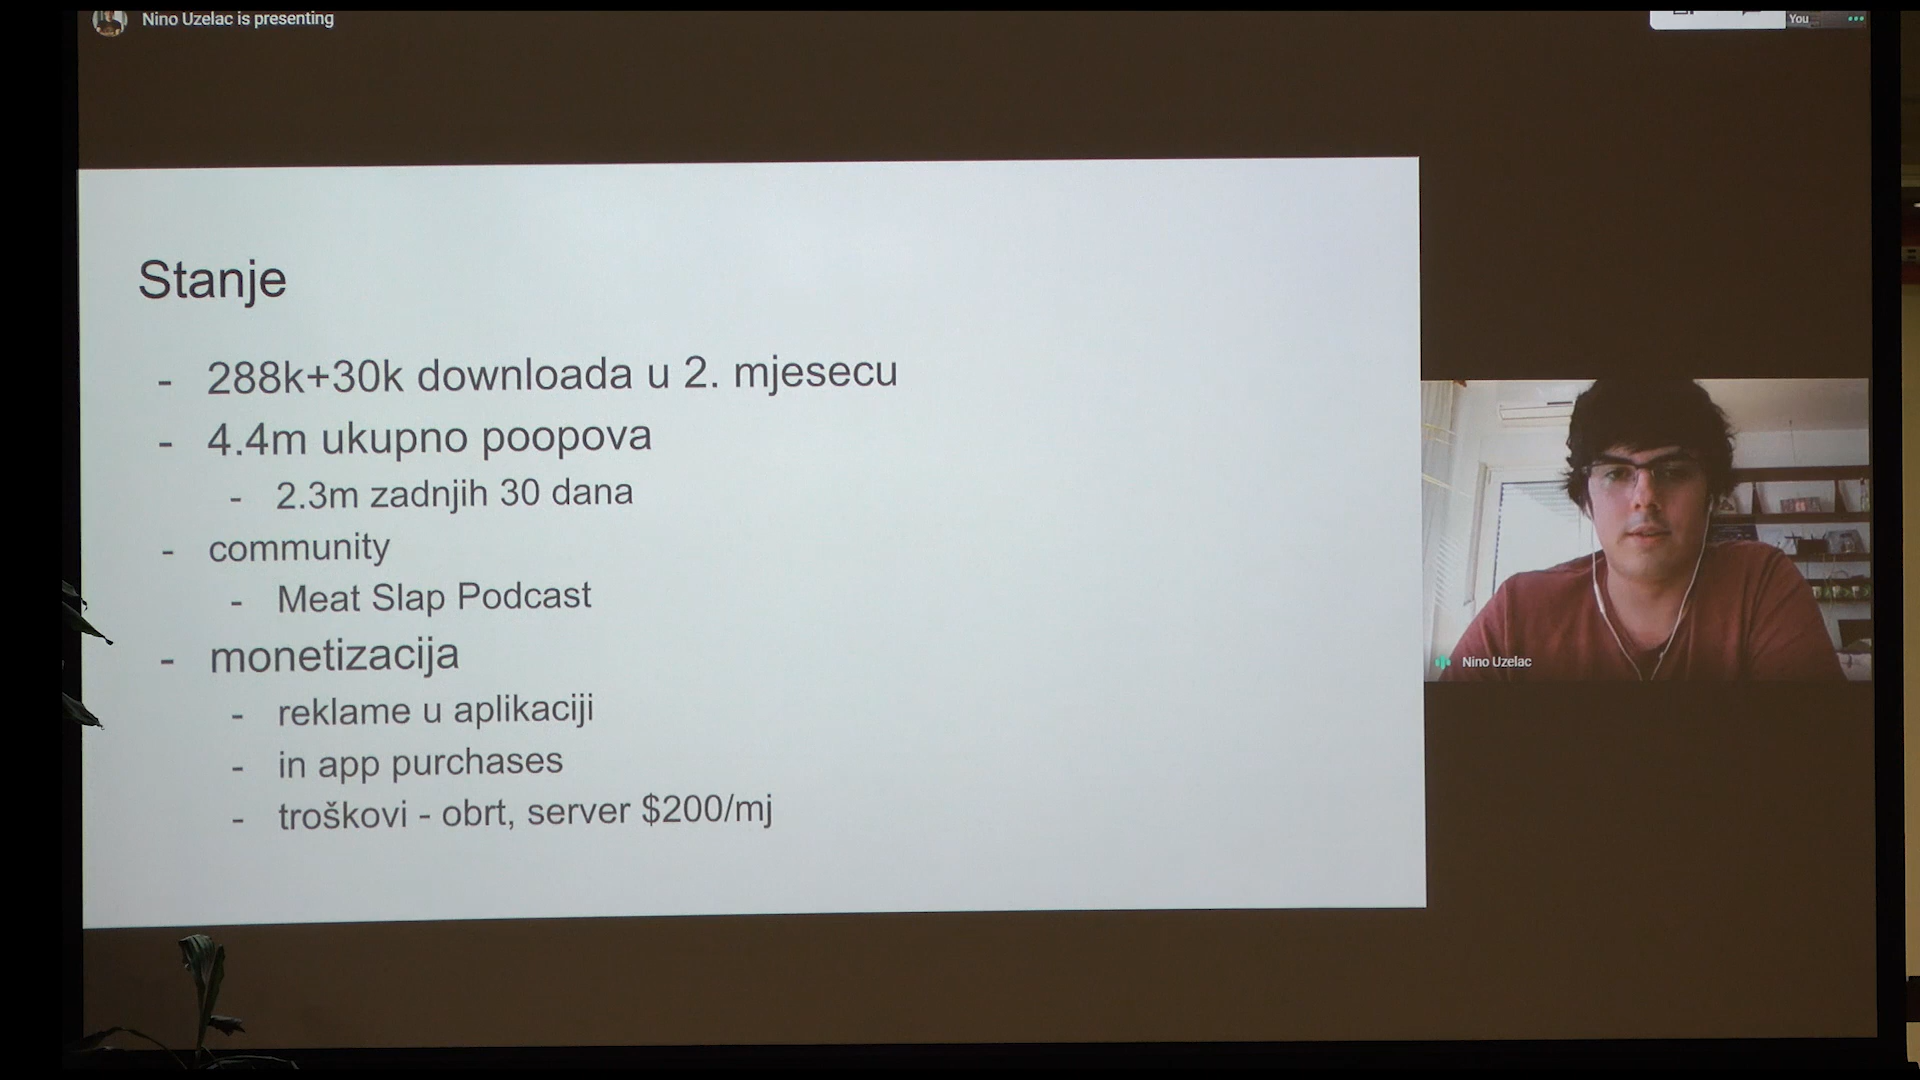 Nino Uzelac is presenting
You
Stanje
- 288k+30k downloada u 2. mjesecu
- 4.4m ukupno poopova
- 2.3m zadnjih 30 dana
- community
- Meat Slap Podcast
- monetizacija
- reklame u aplikaciji
- in app purchases
- troškovi - obrt, server $200/mj
Nino Uzelac